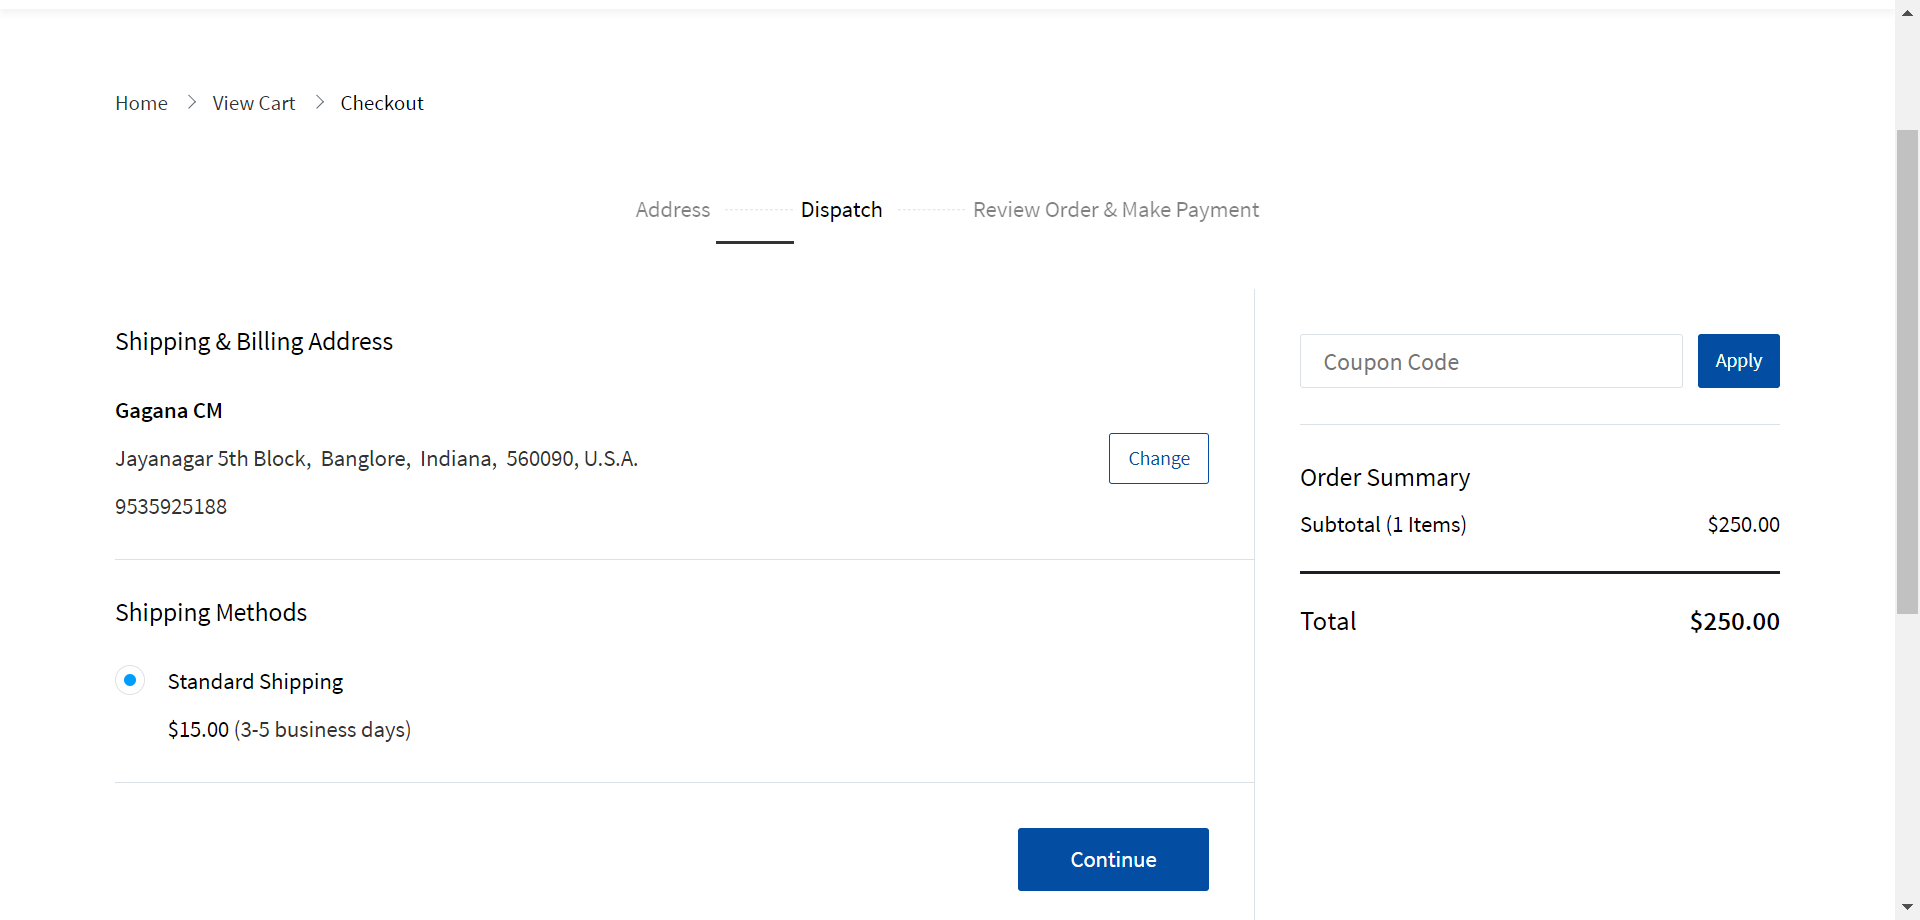 Home > View Cart > Checkout
Address Dispatch Review Order & Make Payment
Shipping & Billing Address
Gagana CM
Jayanagar 5th Block, Banglore, Indiana, 560090, U.S.A.
9535925188
Change
Shipping Methods
Standard Shipping
$15.00 (3-5 business days)
Continue
Coupon Code
Apply
Order Summary
Subtotal (1 Items) $250.00
Total $250.00